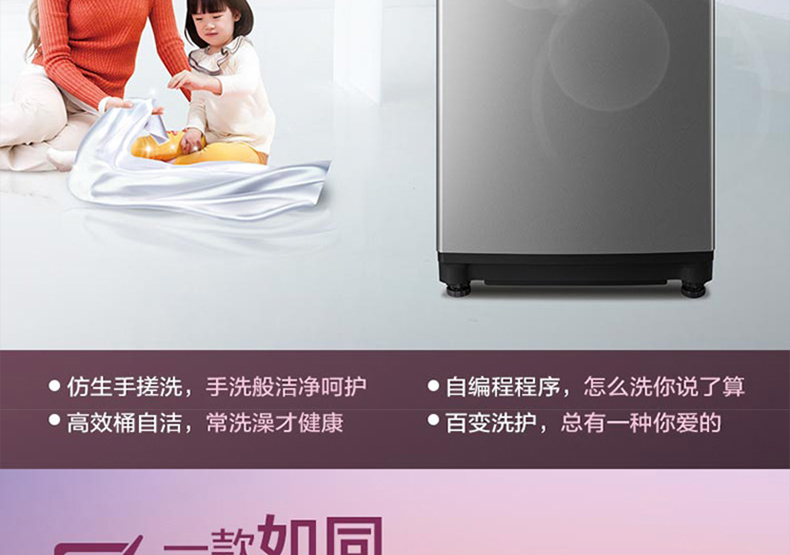 仿生手搓洗，手洗般洁净呵护
自编程程序，怎么洗你说了算
高效桶自洁，常洗澡才健康
百变洗护，总有一种你爱的
一款如同